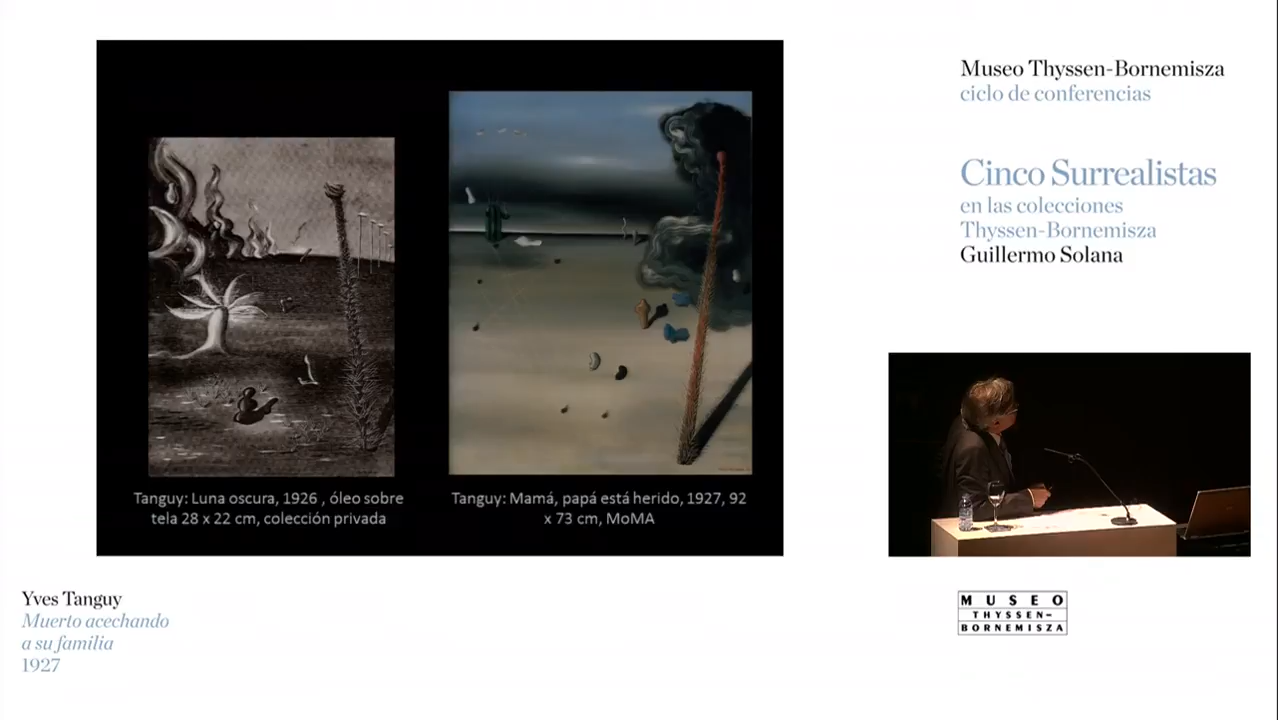 Museo Thyssen-Bornemisza
ciclo de conferencias
Cinco Surrealistas
en las colecciones
Thyssen-Bornemisza
Guillermo Solana
Tanguy: Luna oscura, 1926 , óleo sobre
tela 28 x 22 cm, colección privada
Tanguy: Mamá, papá está herido, 1927, 92
x 73 cm, MoMA
Yves Tanguy
Muerto acechando
a su familia
1927
MUSEO
THYSSEN-
BORNEMISZA